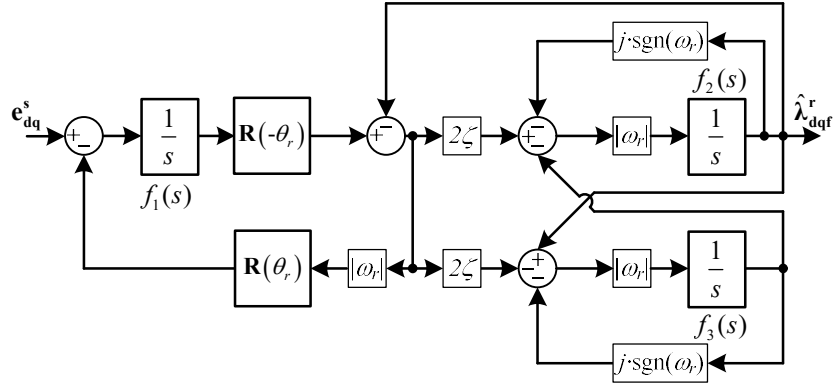 j·sgn(ω_r)
f_2(s)
e^s_dq
+
−
1/s
R(-θ_r)
+
−
2ζ
+
−
−
|ω_r|
1/s
λ̂^r_dqf
f_1(s)
R(θ_r)
|ω_r|
2ζ
−
+
−
|ω_r|
1/s
f_3(s)
j·sgn(ω_r)